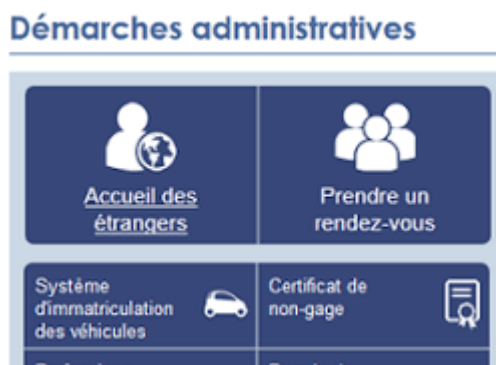 Démarches administratives
Accueil des
étrangers
Prendre un
rendez-vous
Système
d'immatriculation
des véhicules
Certificat de
non-gage